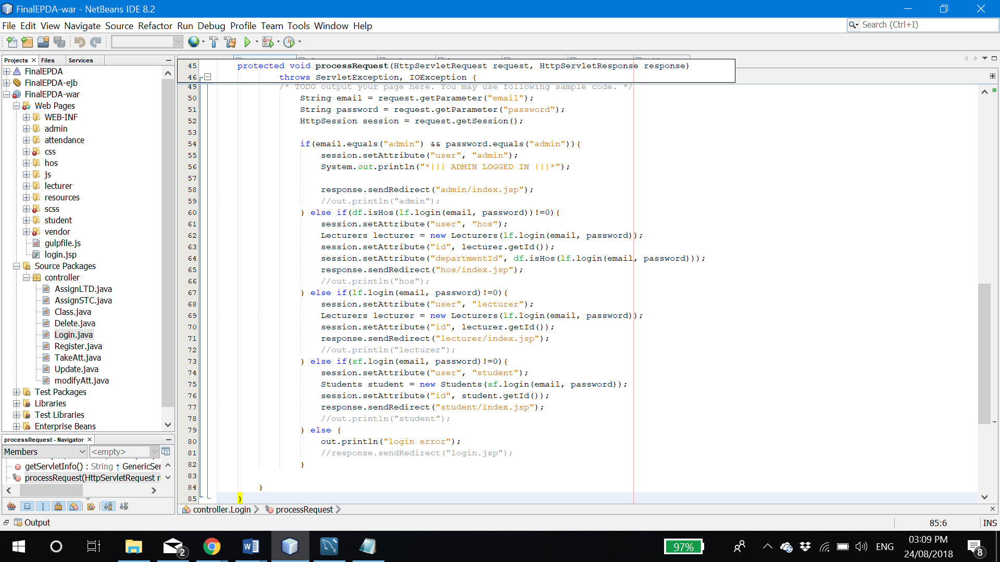 FinalEPDA-war - NetBeans IDE 8.2
File Edit View Navigate Source Refactor Run Debug Profile Team Tools Window Help
Search (Ctrl+I)
Projects Files Services
FinalEPDA
FinalEPDA-ejb
FinalEPDA-war
Web Pages
WEB-INF
admin
attendance
css
hos
js
lecturer
resources
scss
student
vendor
gulpfile.js
login.jsp
Source Packages
controller
AssignLTD.java
AssignSTC.java
Class.java
Delete.java
Login.java
Register.java
TakeAtt.java
Update.java
modifyAtt.java
Test Packages
Libraries
Test Libraries
Enterprise Beans
processRequest - Navigator
Members <empty>
getServletInfo() : String ↑ GenericSer
processRequest(HttpServletRequest r
45 protected void processRequest(HttpServletRequest request, HttpServletResponse response)
46 throws ServletException, IOException {
49 /* TODO output your page here. You may use following sample code. */
50 String email = request.getParameter("email");
51 String password = request.getParameter("password");
52 HttpSession session = request.getSession();
53
54 if(email.equals("admin") && password.equals("admin")){
55 session.setAttribute("user", "admin");
56 System.out.println("*||| ADMIN LOGGED IN |||*");
57
58 response.sendRedirect("admin/index.jsp");
59 //out.println("admin");
60 } else if(df.isHos(lf.login(email, password))!=0){
61 session.setAttribute("user", "hos");
62 Lecturers lecturer = new Lecturers(lf.login(email, password));
63 session.setAttribute("id", lecturer.getId());
64 session.setAttribute("departmentId", df.isHos(lf.login(email, password)));
65 response.sendRedirect("hos/index.jsp");
66 //out.println("hos");
67 } else if(lf.login(email, password)!=0){
68 session.setAttribute("user", "lecturer");
69 Lecturers lecturer = new Lecturers(lf.login(email, password));
70 session.setAttribute("id", lecturer.getId());
71 response.sendRedirect("lecturer/index.jsp");
72 //out.println("lecturer");
73 } else if(sf.login(email, password)!=0){
74 session.setAttribute("user", "student");
75 Students student = new Students(sf.login(email, password));
76 session.setAttribute("id", student.getId());
77 response.sendRedirect("student/index.jsp");
78 //out.println("student");
79 } else {
80 out.println("login error");
81 //response.sendRedirect("login.jsp");
82 }
83
84 }
85 }
controller.Login processRequest
Output
85:6 INS
2
97%
ENG
03:09 PM
24/08/2018
8